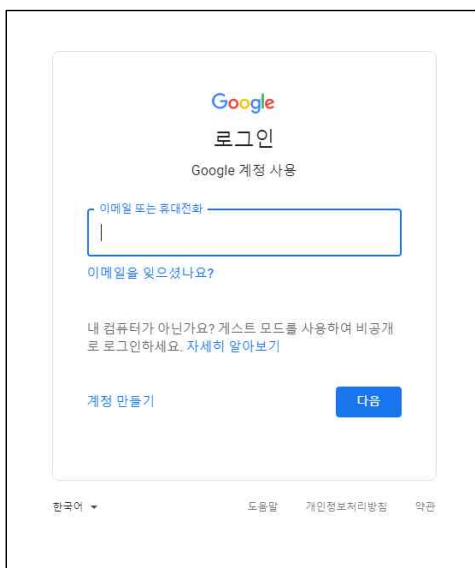 Google
로그인
Google 계정 사용
이메일 또는 휴대전화
이메일을 잊으셨나요?
내 컴퓨터가 아닌가요? 게스트 모드를 사용하여 비공개
로 로그인하세요. 자세히 알아보기
계정 만들기 다음
한국어 도움말 개인정보처리방침 약관